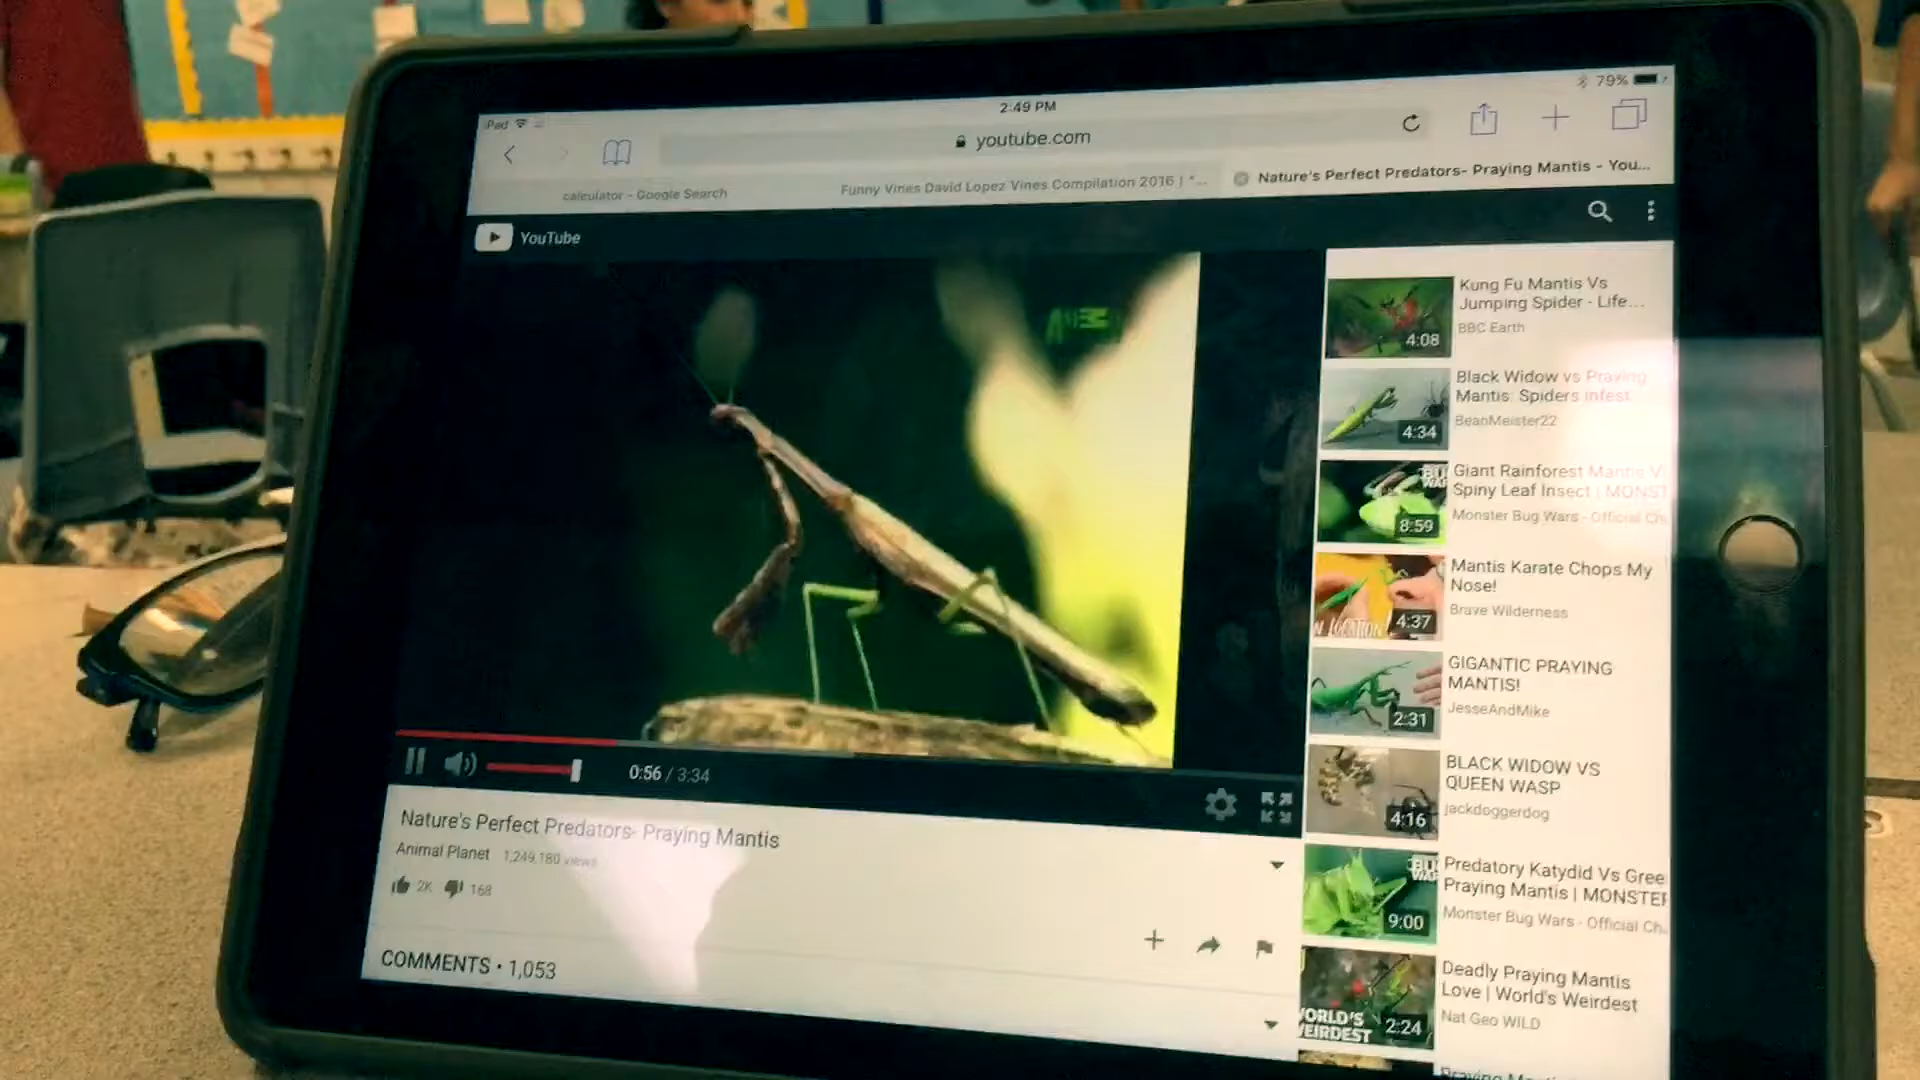 iPad
2:49 PM
79%
youtube.com
calculator - Google Search
Funny Vines David Lopez Vines Compilation 2016 | "...
Nature's Perfect Predators- Praying Mantis - You...
YouTube
Kung Fu Mantis Vs
Jumping Spider - Life...
BBC Earth
4:08
Black Widow vs Praying
Mantis: Spiders Infest
BeanMeister22
4:34
Giant Rainforest Mantis V
Spiny Leaf Insect | MONST
Monster Bug Wars - Official Ch
8:59
Mantis Karate Chops My
Nose!
Brave Wilderness
N LOCATION
4:37
GIGANTIC PRAYING
MANTIS!
JesseAndMike
2:31
BLACK WIDOW VS
QUEEN WASP
jackdoggerdog
4:16
Predatory Katydid Vs Gree
Praying Mantis | MONSTER
Monster Bug Wars - Official Ch.
9:00
Deadly Praying Mantis
Love | World's Weirdest
Nat Geo WILD
ORLD'S
EIRDEST
2:24
0:56 / 3:34
Nature's Perfect Predators- Praying Mantis
Animal Planet 1,249,180 views
2K 168
COMMENTS • 1,053